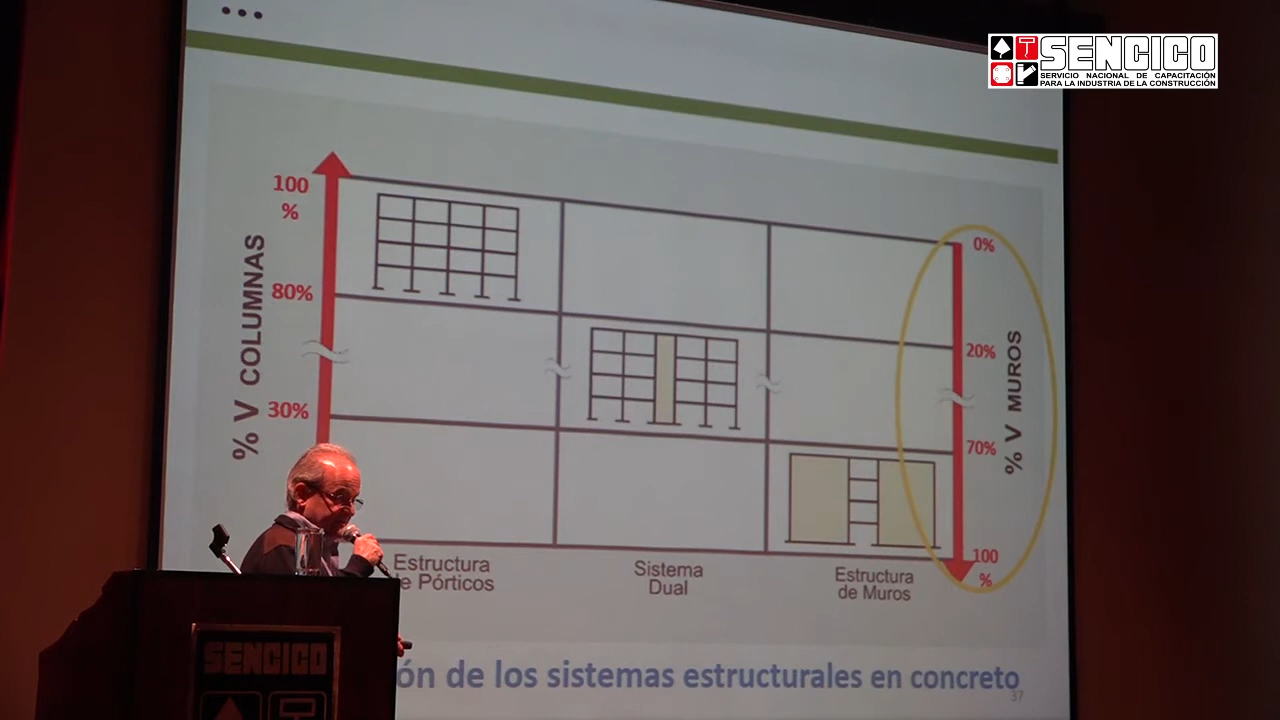 SENCICO
SERVICIO NACIONAL DE CAPACITACIÓN
PARA LA INDUSTRIA DE LA CONSTRUCCIÓN
100
%
80%
30%
% V COLUMNAS
0%
20%
70%
100
%
% V MUROS
Estructura
de Pórticos
Sistema
Dual
Estructura
de Muros
de los sistemas estructurales en concreto
37
SENCICO